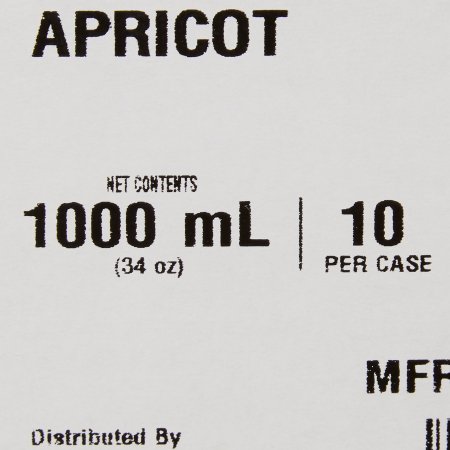 APRICOT
NET CONTENTS
1000 mL | 10
(34 oz) PER CASE
Distributed By